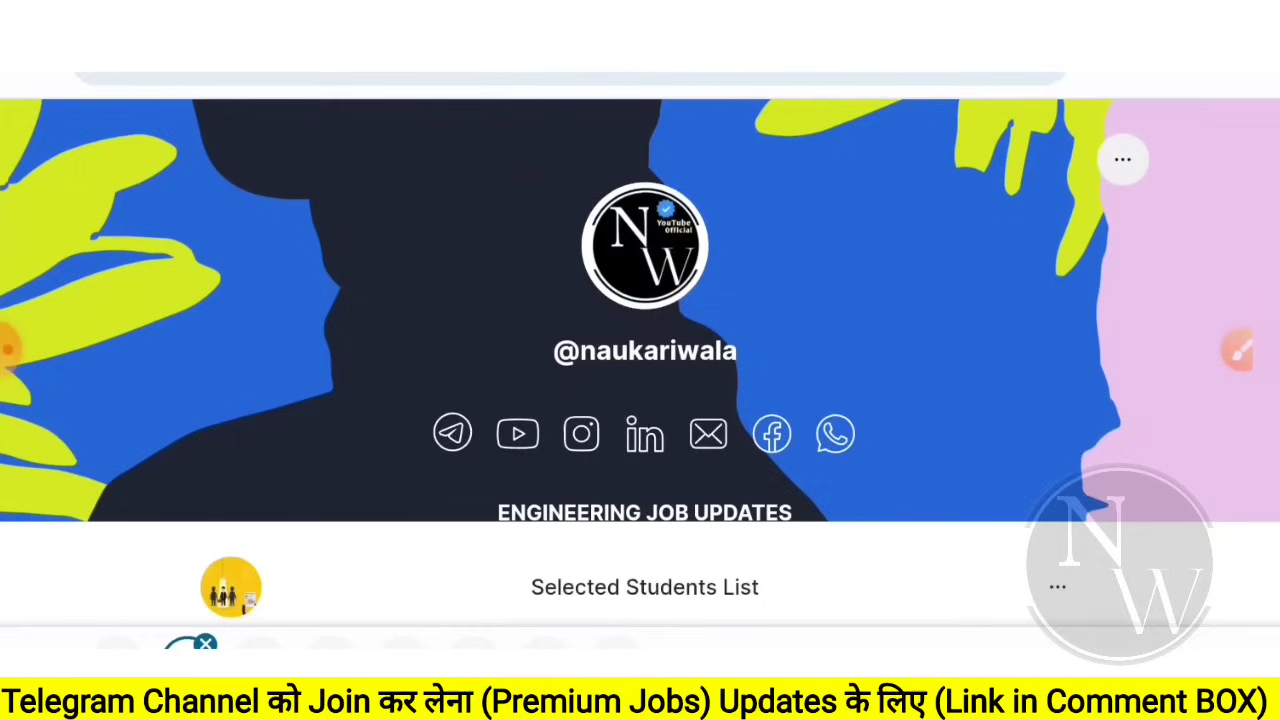 N
YouTube
Official
W
@naukariwala
ENGINEERING JOB UPDATES
Selected Students List
N
W
Telegram Channel को Join कर लेना (Premium Jobs) Updates के लिए (Link in Comment BOX)